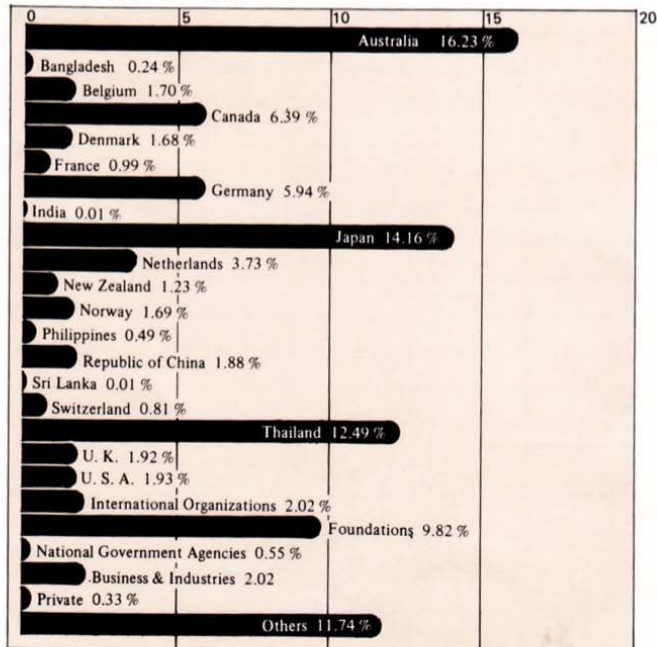 0 5 10 15 20
Australia 16.23 %
Bangladesh 0.24 %
Belgium 1.70 %
Canada 6.39 %
Denmark 1.68 %
France 0.99 %
Germany 5.94 %
India 0.01 %
Japan 14.16 %
Netherlands 3.73 %
New Zealand 1.23 %
Norway 1.69 %
Philippines 0.49 %
Republic of China 1.88 %
Sri Lanka 0.01 %
Switzerland 0.81 %
Thailand 12.49 %
U. K. 1.92 %
U. S. A. 1.93 %
International Organizations 2.02 %
Foundations 9.82 %
National Government Agencies 0.55 %
Business & Industries 2.02
Private 0.33 %
Others 11.74 %